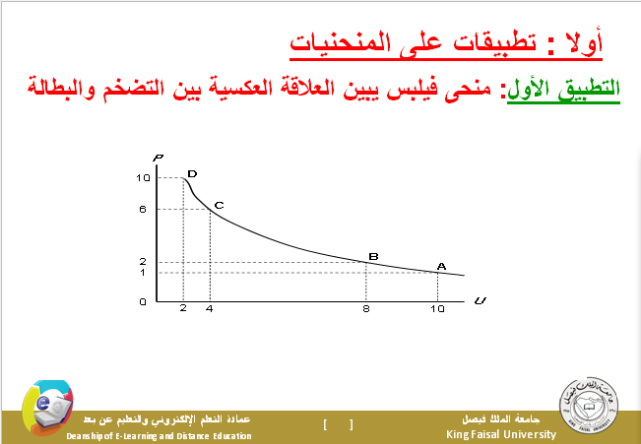 أولا : تطبيقات على المنحنيات
التطبيق الأول: منحى فيلبس يبين العلاقة العكسية بين التضخم والبطالة
P
10 D
6 C
2 B
1 A
0 2 4 8 10 U
عمادة التعلم الإلكتروني والتعليم عن بعد
Deanship of E-Learning and Distance Education
[ ]
جامعة الملك فيصل
King Faisal University